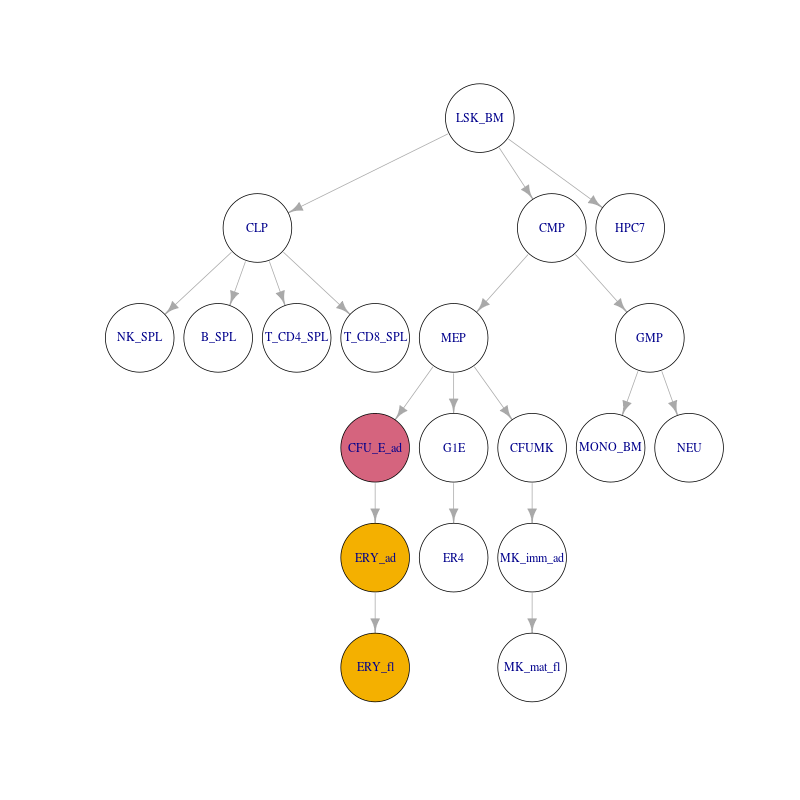 LSK_BM
CLP
CMP
HPC7
NK_SPL
B_SPL
T_CD4_SPL
T_CD8_SPL
MEP
GMP
CFU_E_ad
G1E
CFUMK
MONO_BM
NEU
ERY_ad
ER4
MK_imm_ad
ERY_fl
MK_mat_fl